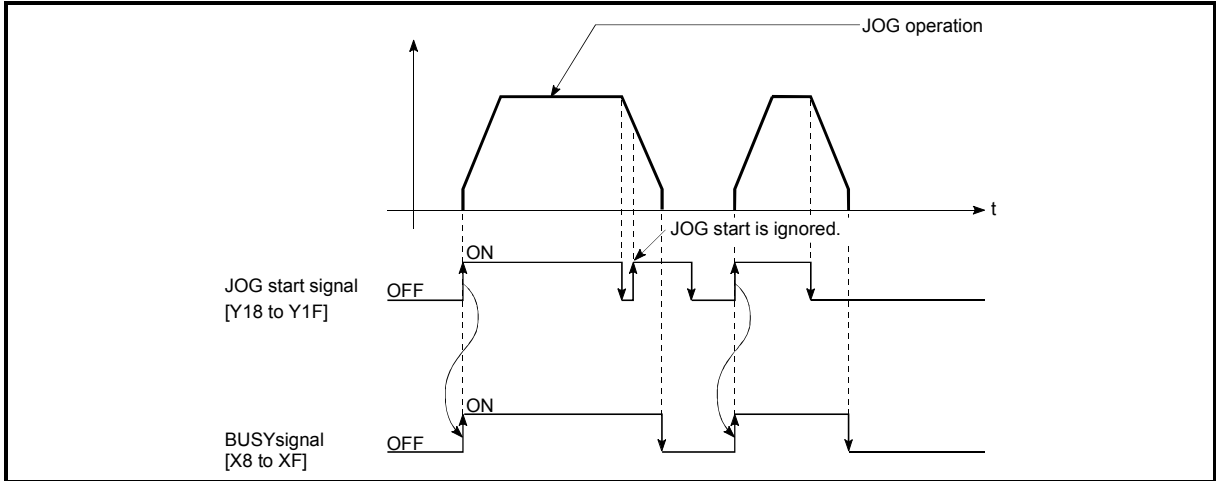 JOG operation
t
JOG start is ignored.
ON
JOG start signal
[Y18 to Y1F]
OFF
ON
BUSYsignal
[X8 to XF]
OFF